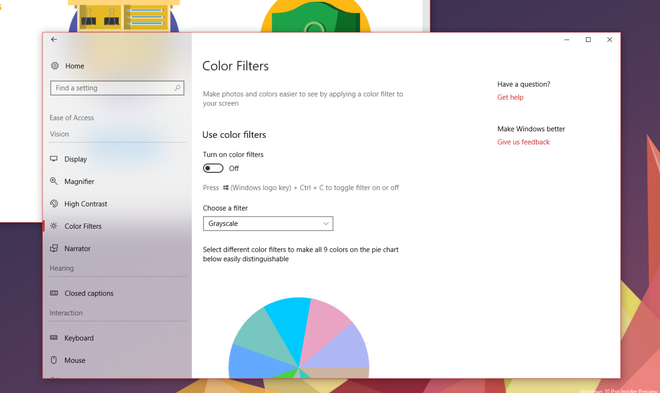 Home
Find a setting
Ease of Access
Vision
Display
Magnifier
High Contrast
Color Filters
Narrator
Hearing
Closed captions
Interaction
Keyboard
Mouse
Color Filters
Make photos and colors easier to see by applying a color filter to
your screen
Use color filters
Turn on color filters
Off
Press (Windows logo key) + Ctrl + C to toggle filter on or off
Choose a filter
Grayscale
Select different color filters to make all 9 colors on the pie chart
below easily distinguishable
Have a question?
Get help
Make Windows better
Give us feedback
Windows 10 Pro Insider Preview